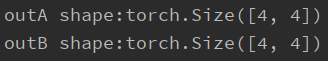 outA shape:torch.Size([4, 4])
outB shape:torch.Size([4, 4])